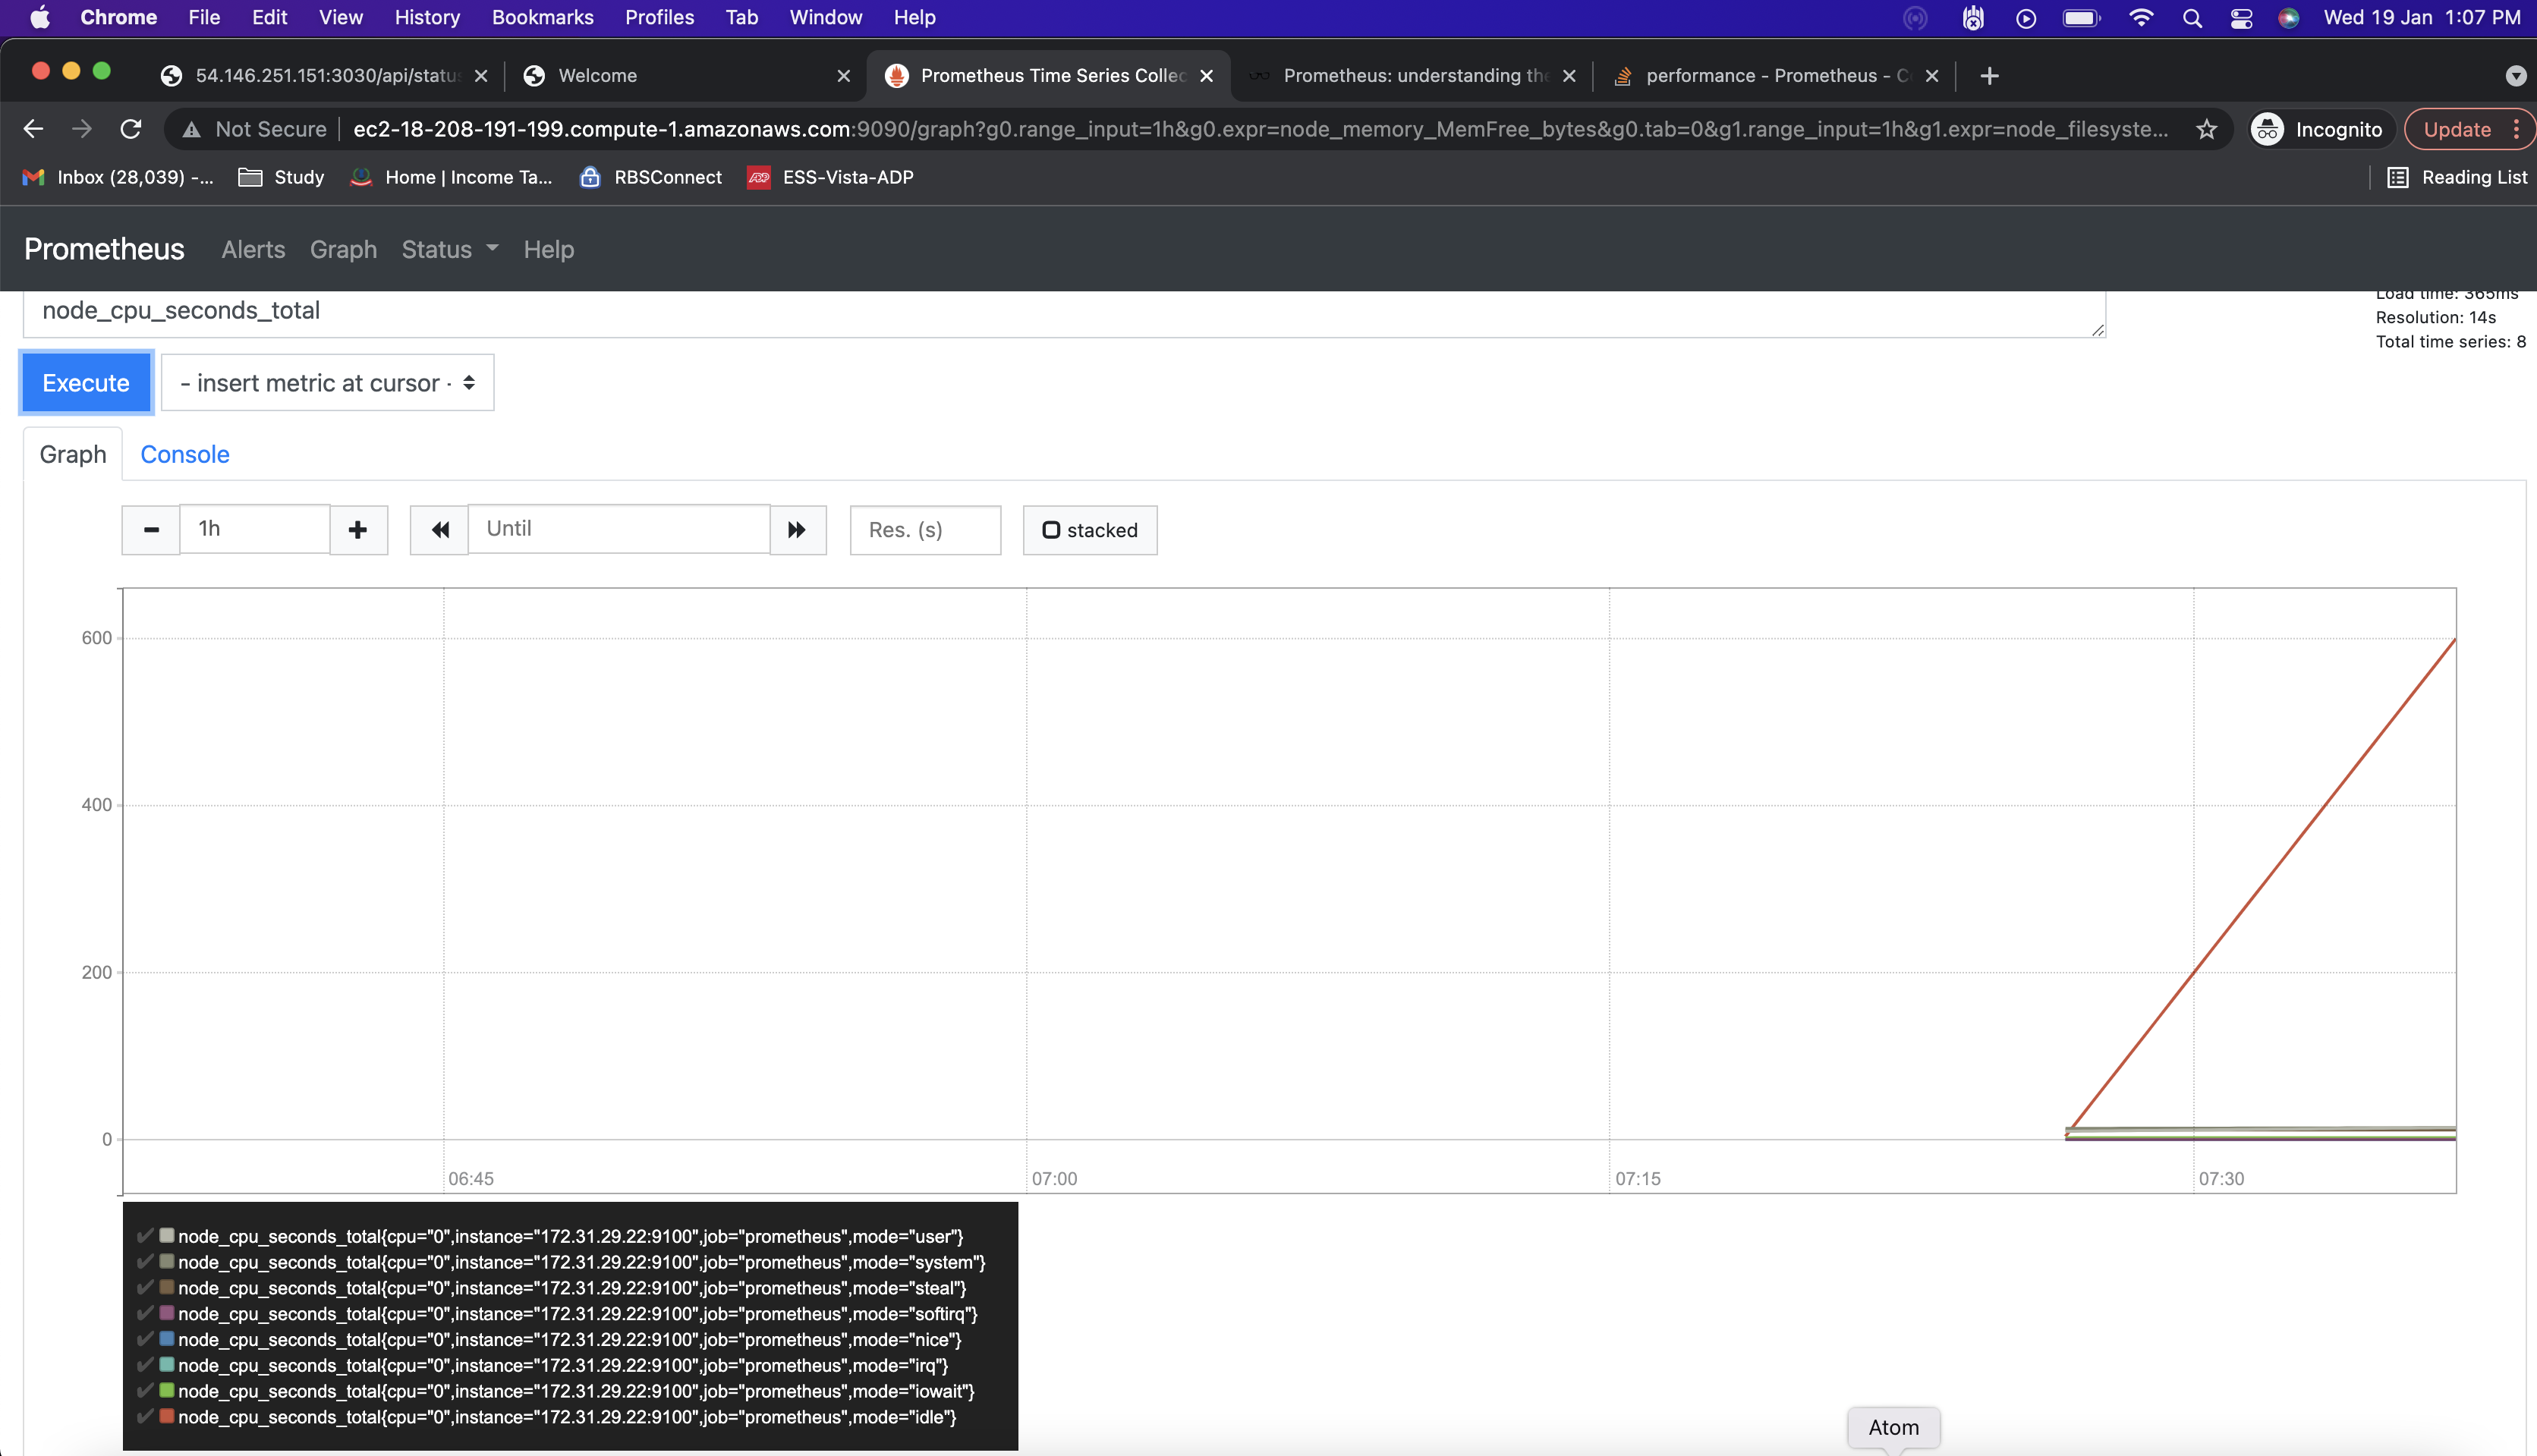 Chrome File Edit View History Bookmarks Profiles Tab Window Help Wed 19 Jan 1:07 PM
54.146.251.151:3030/api/status Welcome Prometheus Time Series Collec Prometheus: understanding the performance - Prometheus - C
Not Secure ec2-18-208-191-199.compute-1.amazonaws.com:9090/graph?g0.range_input=1h&g0.expr=node_memory_MemFree_bytes&g0.tab=0&g1.range_input=1h&g1.expr=node_filesyste... Incognito Update
Inbox (28,039) -... Study Home | Income Ta... RBSConnect ADP ESS-Vista-ADP Reading List
Prometheus Alerts Graph Status Help
node_cpu_seconds_total
Load time: 365ms
Resolution: 14s
Total time series: 8
Execute - insert metric at cursor -
Graph Console
1h Until Res. (s) stacked
600
400
200
0
06:45 07:00 07:15 07:30
node_cpu_seconds_total{cpu="0",instance="172.31.29.22:9100",job="prometheus",mode="user"}
node_cpu_seconds_total{cpu="0",instance="172.31.29.22:9100",job="prometheus",mode="system"}
node_cpu_seconds_total{cpu="0",instance="172.31.29.22:9100",job="prometheus",mode="steal"}
node_cpu_seconds_total{cpu="0",instance="172.31.29.22:9100",job="prometheus",mode="softirq"}
node_cpu_seconds_total{cpu="0",instance="172.31.29.22:9100",job="prometheus",mode="nice"}
node_cpu_seconds_total{cpu="0",instance="172.31.29.22:9100",job="prometheus",mode="irq"}
node_cpu_seconds_total{cpu="0",instance="172.31.29.22:9100",job="prometheus",mode="iowait"}
node_cpu_seconds_total{cpu="0",instance="172.31.29.22:9100",job="prometheus",mode="idle"}
Atom